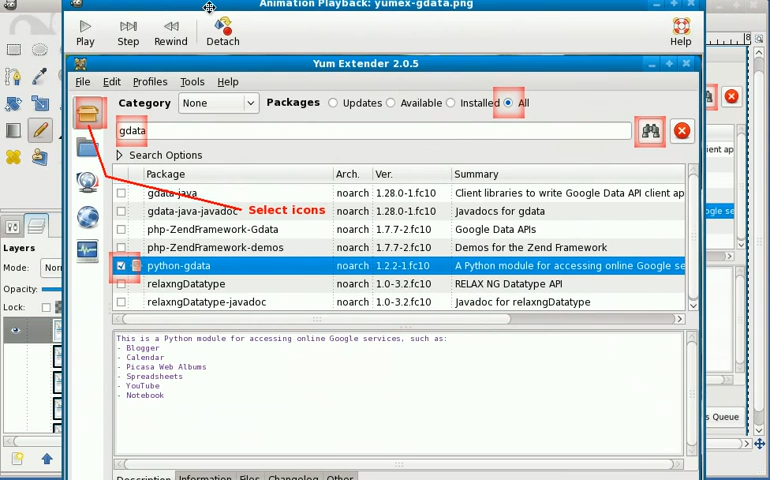 Animation Playback: yumex-gdata.png
Play Step Rewind Detach Help
Yum Extender 2.0.5
File Edit Profiles Tools Help
Category None Packages Updates Available Installed All
gdata
Search Options
Package Arch. Ver. Summary
gdata-java noarch 1.28.0-1.fc10 Client libraries to write Google Data API client ap
gdata-java-javadoc noarch 1.28.0-1.fc10 Javadocs for gdata
Select icons
php-ZendFramework-Gdata noarch 1.7.7-2.fc10 Google Data APIs
php-ZendFramework-demos noarch 1.7.7-2.fc10 Demos for the Zend Framework
python-gdata noarch 1.2.2-1.fc10 A Python module for accessing online Google se
relaxngDatatype noarch 1.0-3.2.fc10 RELAX NG Datatype API
relaxngDatatype-javadoc noarch 1.0-3.2.fc10 Javadoc for relaxngDatatype
This is a Python module for accessing online Google services, such as:
- Blogger
- Calendar
- Picasa Web Albums
- Spreadsheets
- YouTube
- Notebook
Description Information Files Changelog Other
Layers
Mode: Nor
Opacity:
Lock:
8
ent ap
gle se
s Queue